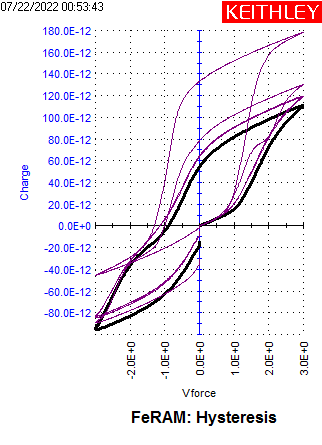 07/22/2022 00:53:43
KEITHLEY
180.0E-12
160.0E-12
140.0E-12
120.0E-12
100.0E-12
80.0E-12
60.0E-12
40.0E-12
20.0E-12
0.0E+0
-20.0E-12
-40.0E-12
-60.0E-12
-80.0E-12
Charge
-2.0E+0
-1.0E+0
0.0E+0
1.0E+0
2.0E+0
3.0E+0
Vforce
FeRAM: Hysteresis